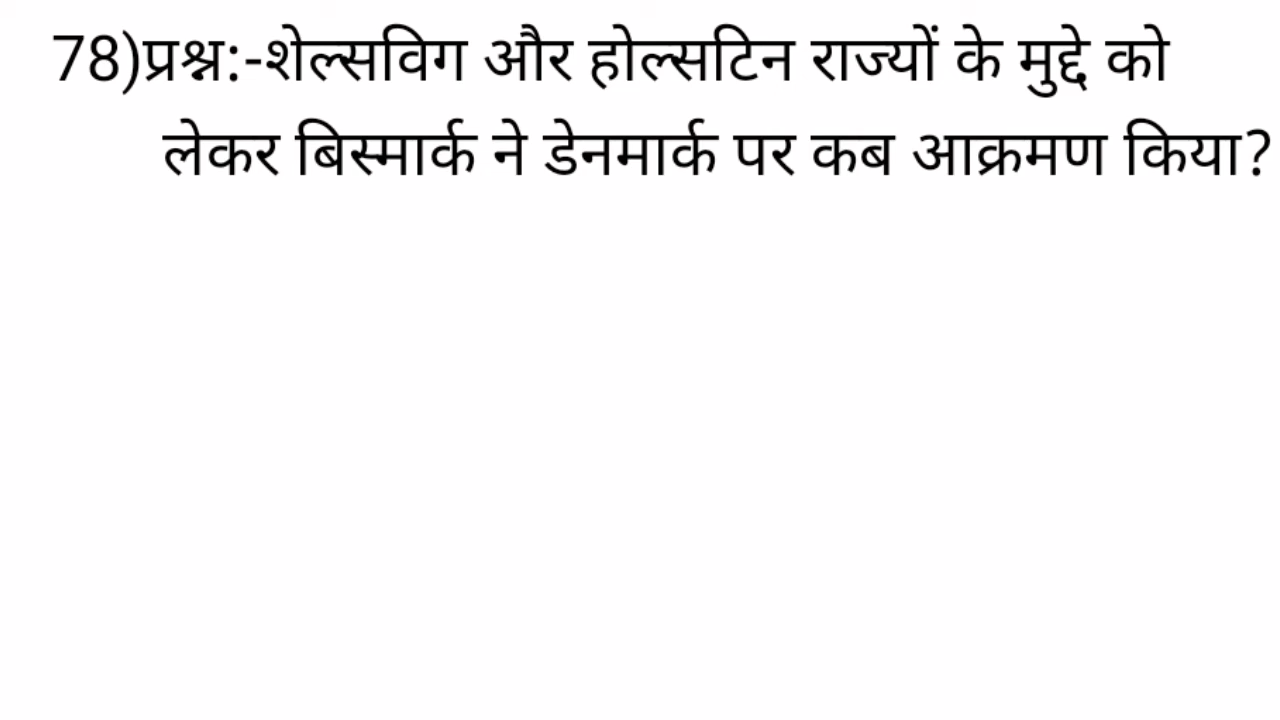 78)प्रश्न:-शेल्सविग और होल्सटिन राज्यों के मुद्दे को
लेकर बिस्मार्क ने डेनमार्क पर कब आक्रमण किया?